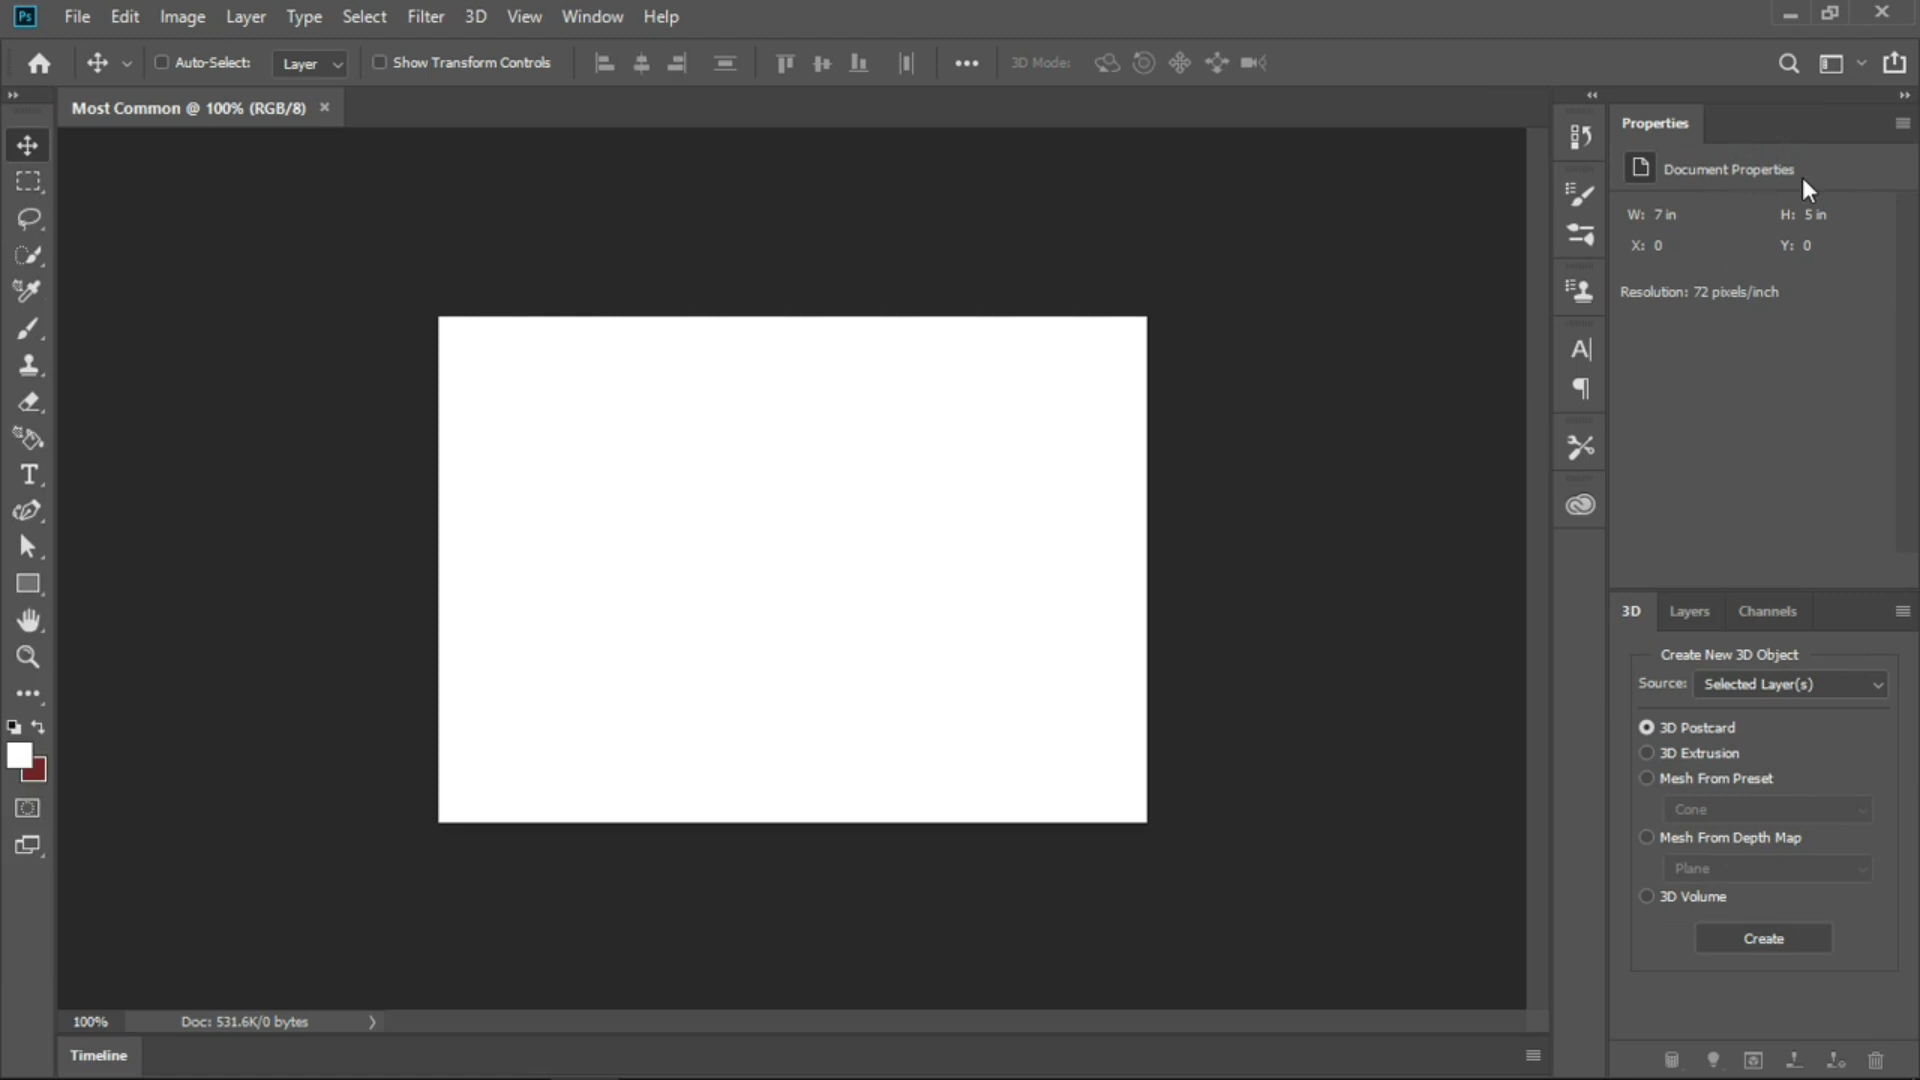 Ps File Edit Image Layer Type Select Filter 3D View Window Help
Auto-Select: Layer Show Transform Controls 3D Mode:
Most Common @ 100% (RGB/8)
Properties
Document Properties
W: 7 in H: 5 in
X: 0 Y: 0
Resolution: 72 pixels/inch
3D Layers Channels
Create New 3D Object
Source: Selected Layer(s)
3D Postcard
3D Extrusion
Mesh From Preset
Cone
Mesh From Depth Map
Plane
3D Volume
Create
100% Doc: 531.6K/0 bytes
Timeline